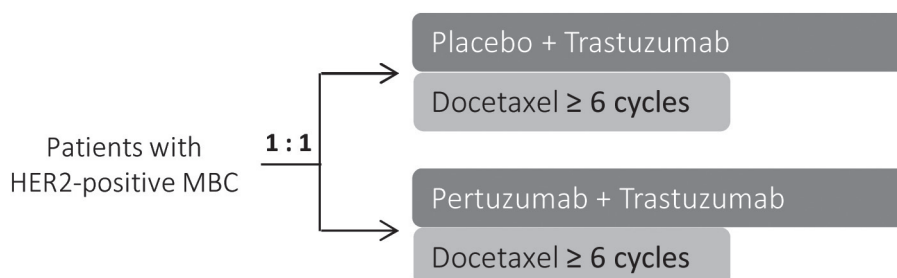 Placebo + Trastuzumab
Docetaxel ≥ 6 cycles
Patients with
HER2-positive MBC
1 : 1
Pertuzumab + Trastuzumab
Docetaxel ≥ 6 cycles